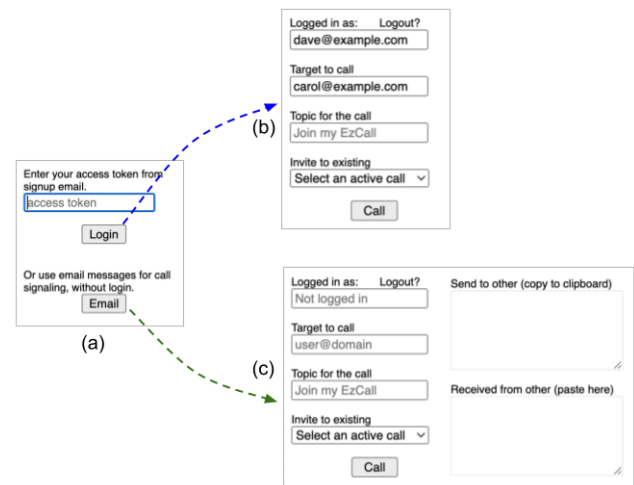 Logged in as: Logout?
dave@example.com
Target to call
carol@example.com
Topic for the call
Join my EzCall
Invite to existing
Select an active call
Call
(b)
Enter your access token from
signup email.
access token
Login
Or use email messages for call
signaling, without login.
Email
(a)
(c)
Logged in as: Logout?
Not logged in
Target to call
user@domain
Topic for the call
Join my EzCall
Invite to existing
Select an active call
Call
Send to other (copy to clipboard)
Received from other (paste here)